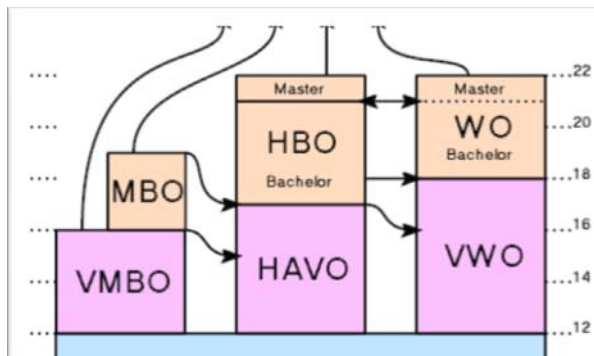 .... Master Master ....22
.... HBO WO ....20
Bachelor
MBO Bachelor
.... ....18
.... ....16
VMBO HAVO VWO
.... ....14
.... ....12